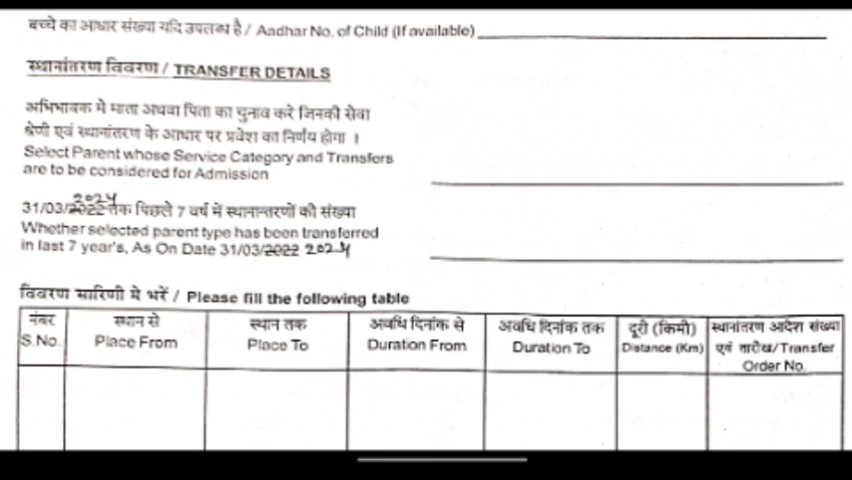 बच्चे का आधार संख्या यदि उपलब्ध है / Aadhar No. of Child (If available)
स्थानांतरण विवरण / TRANSFER DETAILS
अभिभावक मे माता अथवा पिता का चुनाव करे जिनकी सेवा
श्रेणी एवं स्थानांतरण के आधार पर प्रवेश का निर्णय होगा ।
Select Parent whose Service Category and Transfers
are to be considered for Admission
2024
31/03/2022 तक पिछले 7 वर्ष में स्थानान्तरणों की संख्या
Whether selected parent type has been transferred
in last 7 year's, As On Date 31/03/2022 2024
विवरण सारिणी मे भरें / Please fill the following table
नंबर स्थान से स्थान तक अवधि दिनांक से अवधि दिनांक तक दूरी (किमी) स्थानांतरण आदेश संख्या
S.No. Place From Place To Duration From Duration To Distance (Km) एवं तारीख/Transfer
Order No.